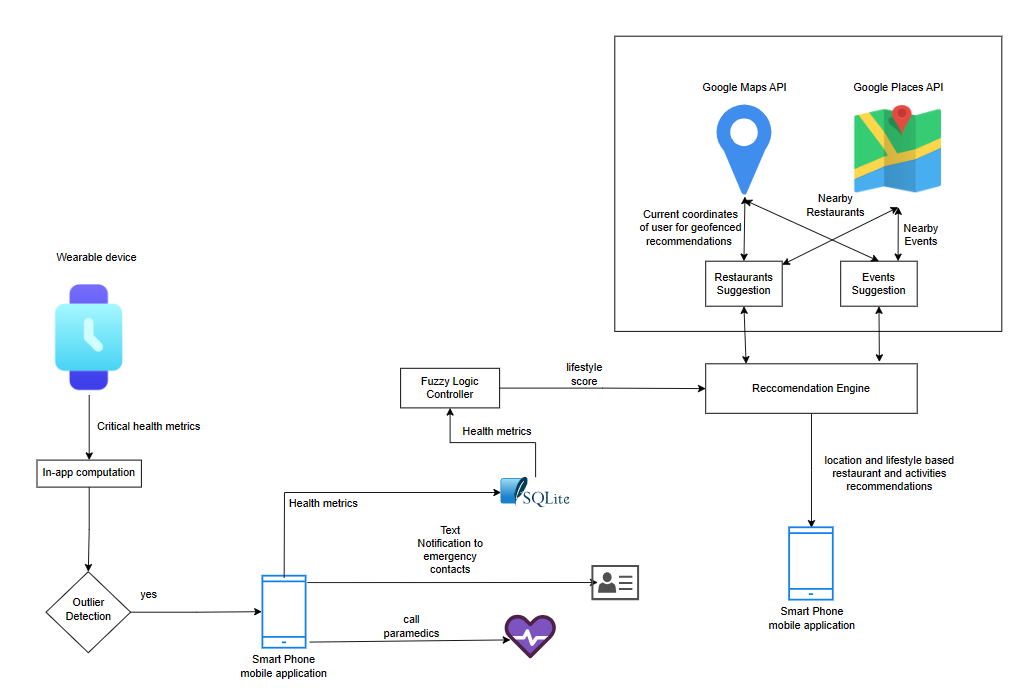 Google Maps API
Google Places API
Nearby
Restaurants
Current coordinates
of user for geofenced
recommendations
Nearby
Events
Restaurants
Suggestion
Events
Suggestion
Wearable device
Critical health metrics
In-app computation
Outlier
Detection
yes
Smart Phone
mobile application
Health metrics
SQLite
Health metrics
Fuzzy Logic
Controller
lifestyle
score
Reccomendation Engine
location and lifestyle based
restaurant and activities
recommendations
Smart Phone
mobile application
Text
Notification to
emergency
contacts
call
paramedics